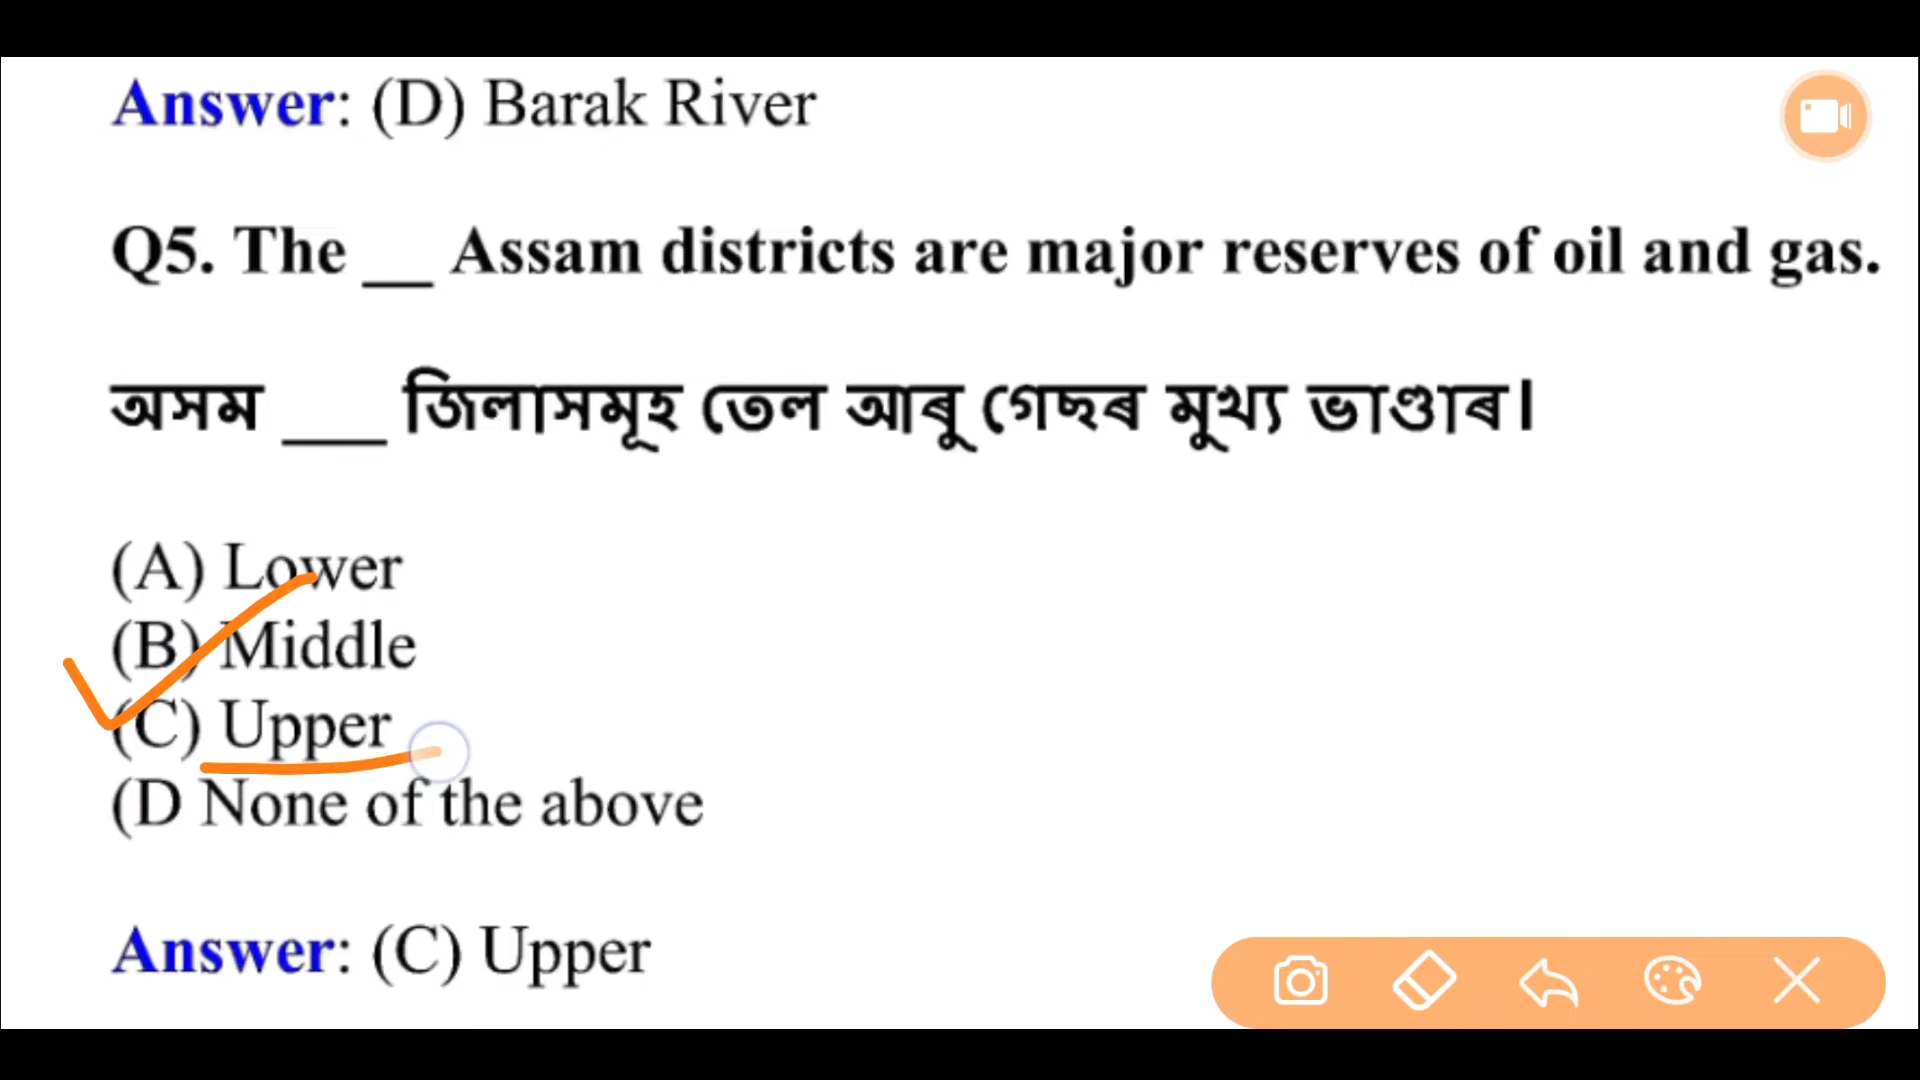 Answer: (D) Barak River
Q5. The __ Assam districts are major reserves of oil and gas.
অসম ___ জিলাসমূহ তেল আৰু গেছৰ মুখ্য ভাণ্ডাৰ।
(A) Lower
(B) Middle
(C) Upper
(D None of the above
Answer: (C) Upper